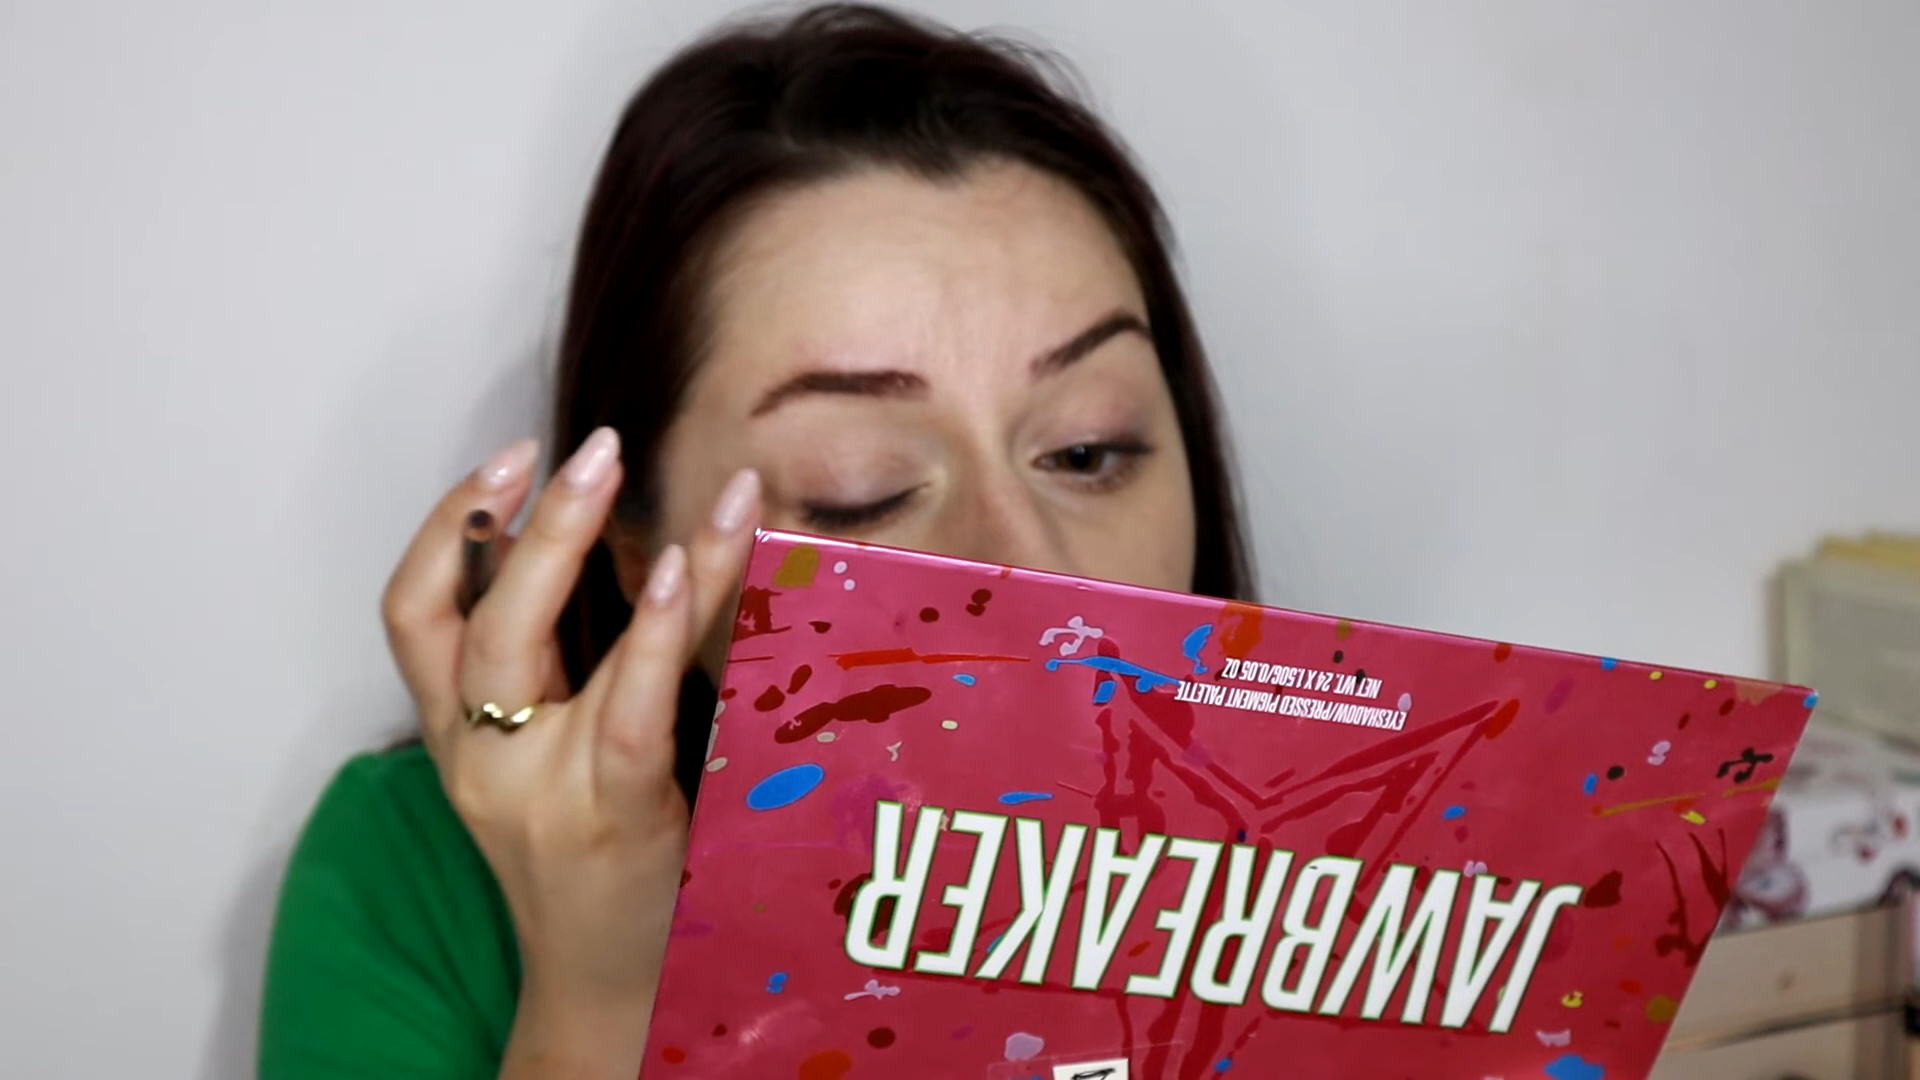 JAWBREAKER
EYESHADOW/PRESSED PIGMENT PALETTE
NET WT. 24 X 1.50G/0.05 OZ